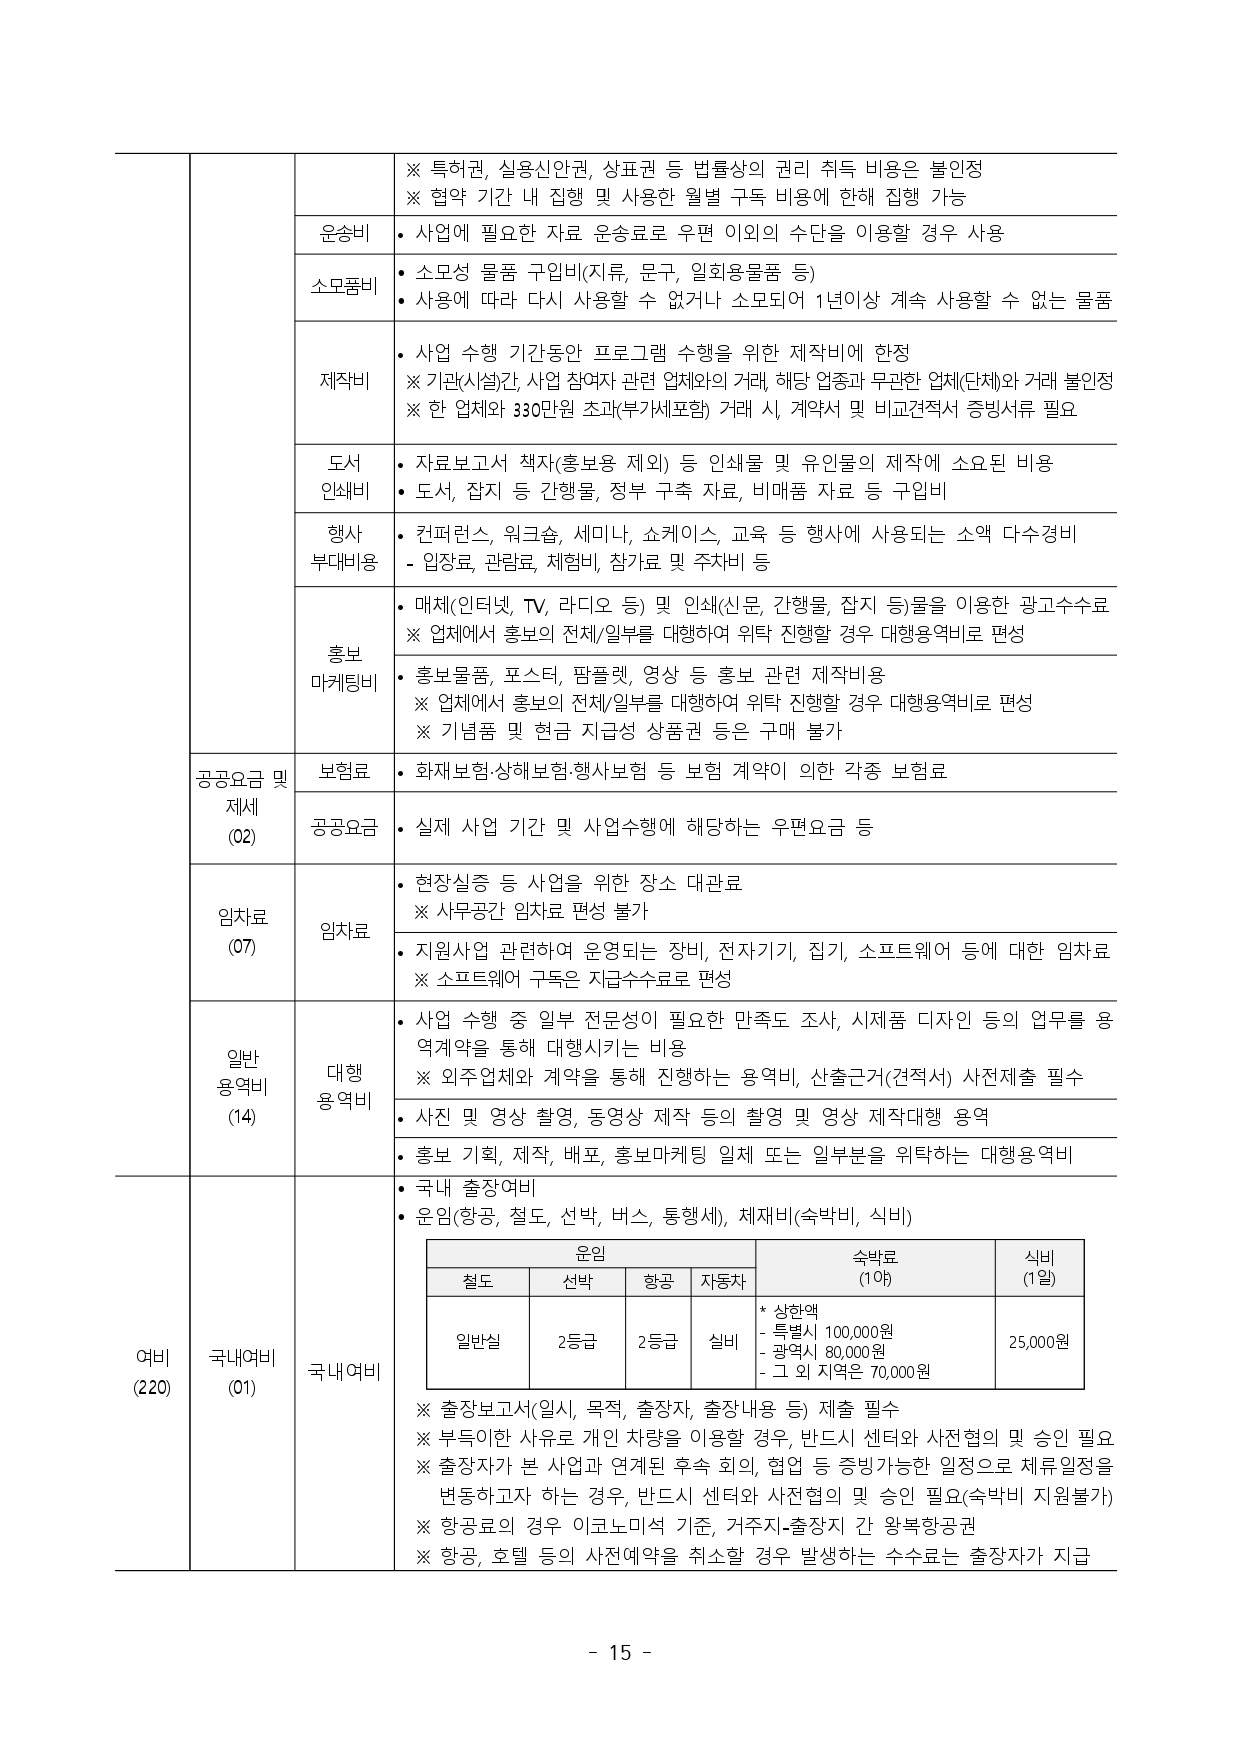 ※ 특허권, 실용신안권, 상표권 등 법률상의 권리 취득 비용은 불인정
※ 협약 기간 내 집행 및 사용한 월별 구독 비용에 한해 집행 가능
운송비
• 사업에 필요한 자료 운송료로 우편 이외의 수단을 이용할 경우 사용
소모품비
• 소모성 물품 구입비(지류, 문구, 일회용물품 등)
• 사용에 따라 다시 사용할 수 없거나 소모되어 1년이상 계속 사용할 수 없는 물품
제작비
• 사업 수행 기간동안 프로그램 수행을 위한 제작비에 한정
※ 기관(시설)간, 사업 참여자 관련 업체와의 거래, 해당 업종과 무관한 업체(단체)와 거래 불인정
※ 한 업체와 330만원 초과(부가세포함) 거래 시, 계약서 및 비교견적서 증빙서류 필요
도서
인쇄비
• 자료보고서 책자(홍보용 제외) 등 인쇄물 및 유인물의 제작에 소요된 비용
• 도서, 잡지 등 간행물, 정부 구축 자료, 비매품 자료 등 구입비
행사
부대비용
• 컨퍼런스, 워크숍, 세미나, 쇼케이스, 교육 등 행사에 사용되는 소액 다수경비
- 입장료, 관람료, 체험비, 참가료 및 주차비 등
홍보
마케팅비
• 매체(인터넷, TV, 라디오 등) 및 인쇄(신문, 간행물, 잡지 등)물을 이용한 광고수수료
※ 업체에서 홍보의 전체/일부를 대행하여 위탁 진행할 경우 대행용역비로 편성
• 홍보물품, 포스터, 팜플렛, 영상 등 홍보 관련 제작비용
※ 업체에서 홍보의 전체/일부를 대행하여 위탁 진행할 경우 대행용역비로 편성
※ 기념품 및 현금 지급성 상품권 등은 구매 불가
공공요금 및
제세
(02)
보험료
• 화재보험·상해보험·행사보험 등 보험 계약이 의한 각종 보험료
공공요금
• 실제 사업 기간 및 사업수행에 해당하는 우편요금 등
임차료
(07)
임차료
• 현장실증 등 사업을 위한 장소 대관료
※ 사무공간 임차료 편성 불가
• 지원사업 관련하여 운영되는 장비, 전자기기, 집기, 소프트웨어 등에 대한 임차료
※ 소프트웨어 구독은 지급수수료로 편성
일반
용역비
(14)
대행
용역비
• 사업 수행 중 일부 전문성이 필요한 만족도 조사, 시제품 디자인 등의 업무를 용
역계약을 통해 대행시키는 비용
※ 외주업체와 계약을 통해 진행하는 용역비, 산출근거(견적서) 사전제출 필수
• 사진 및 영상 촬영, 동영상 제작 등의 촬영 및 영상 제작대행 용역
• 홍보 기획, 제작, 배포, 홍보마케팅 일체 또는 일부분을 위탁하는 대행용역비
여비
(220)
국내여비
(01)
국내여비
• 국내 출장여비
• 운임(항공, 철도, 선박, 버스, 통행세), 체재비(숙박비, 식비)
운임
숙박료
(1야)
식비
(1일)
철도 선박 항공 자동차
일반실 2등급 2등급 실비
* 상한액
- 특별시 100,000원
- 광역시 80,000원
- 그 외 지역은 70,000원
25,000원
※ 출장보고서(일시, 목적, 출장자, 출장내용 등) 제출 필수
※ 부득이한 사유로 개인 차량을 이용할 경우, 반드시 센터와 사전협의 및 승인 필요
※ 출장자가 본 사업과 연계된 후속 회의, 협업 등 증빙가능한 일정으로 체류일정을
변동하고자 하는 경우, 반드시 센터와 사전협의 및 승인 필요(숙박비 지원불가)
※ 항공료의 경우 이코노미석 기준, 거주지-출장지 간 왕복항공권
※ 항공, 호텔 등의 사전예약을 취소할 경우 발생하는 수수료는 출장자가 지급
- 15 -